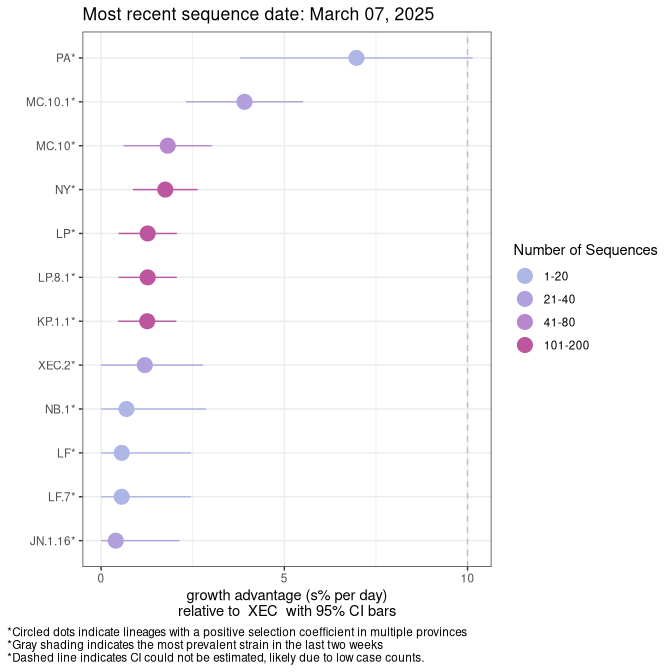 Most recent sequence date: March 07, 2025
PA*
MC.10.1*
MC.10*
NY*
LP*
LP.8.1*
KP.1.1*
XEC.2*
NB.1*
LF*
LF.7*
JN.1.16*
0 5 10
growth advantage (s% per day)
relative to XEC with 95% CI bars
Number of Sequences
1-20
21-40
41-80
101-200
*Circled dots indicate lineages with a positive selection coefficient in multiple provinces
*Gray shading indicates the most prevalent strain in the last two weeks
*Dashed line indicates CI could not be estimated, likely due to low case counts.